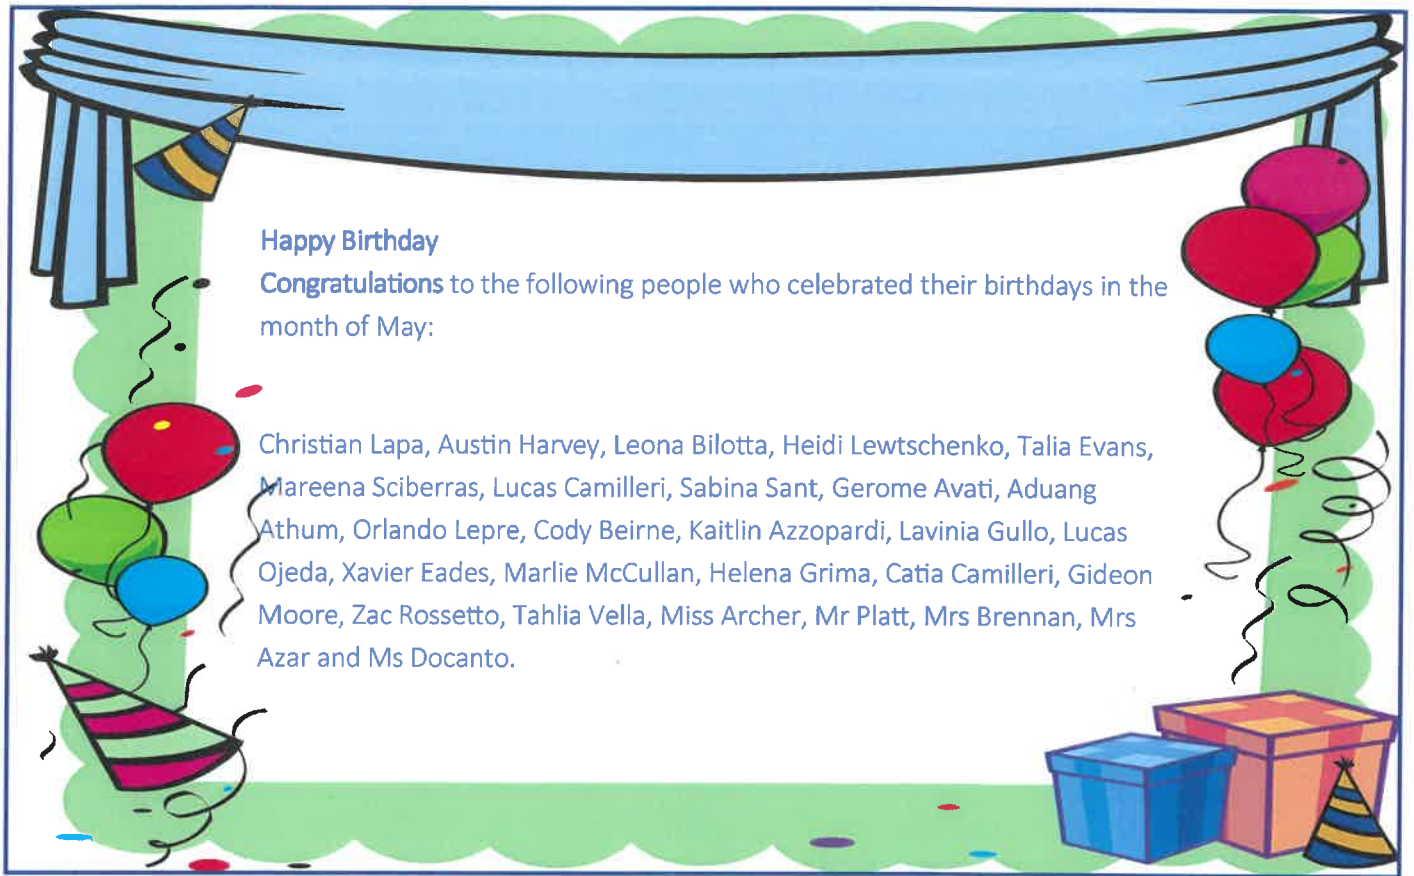 Happy Birthday
Congratulations to the following people who celebrated their birthdays in the
month of May:
Christian Lapa, Austin Harvey, Leona Bilotta, Heidi Lewtschenko, Talia Evans,
Mareena Sciberras, Lucas Camilleri, Sabina Sant, Gerome Avati, Aduang
Athum, Orlando Lepre, Cody Beirne, Kaitlin Azzopardi, Lavinia Gullo, Lucas
Ojeda, Xavier Eades, Marlie McCullan, Helena Grima, Catia Camilleri, Gideon
Moore, Zac Rossetto, Tahlia Vella, Miss Archer, Mr Platt, Mrs Brennan, Mrs
Azar and Ms Docanto.